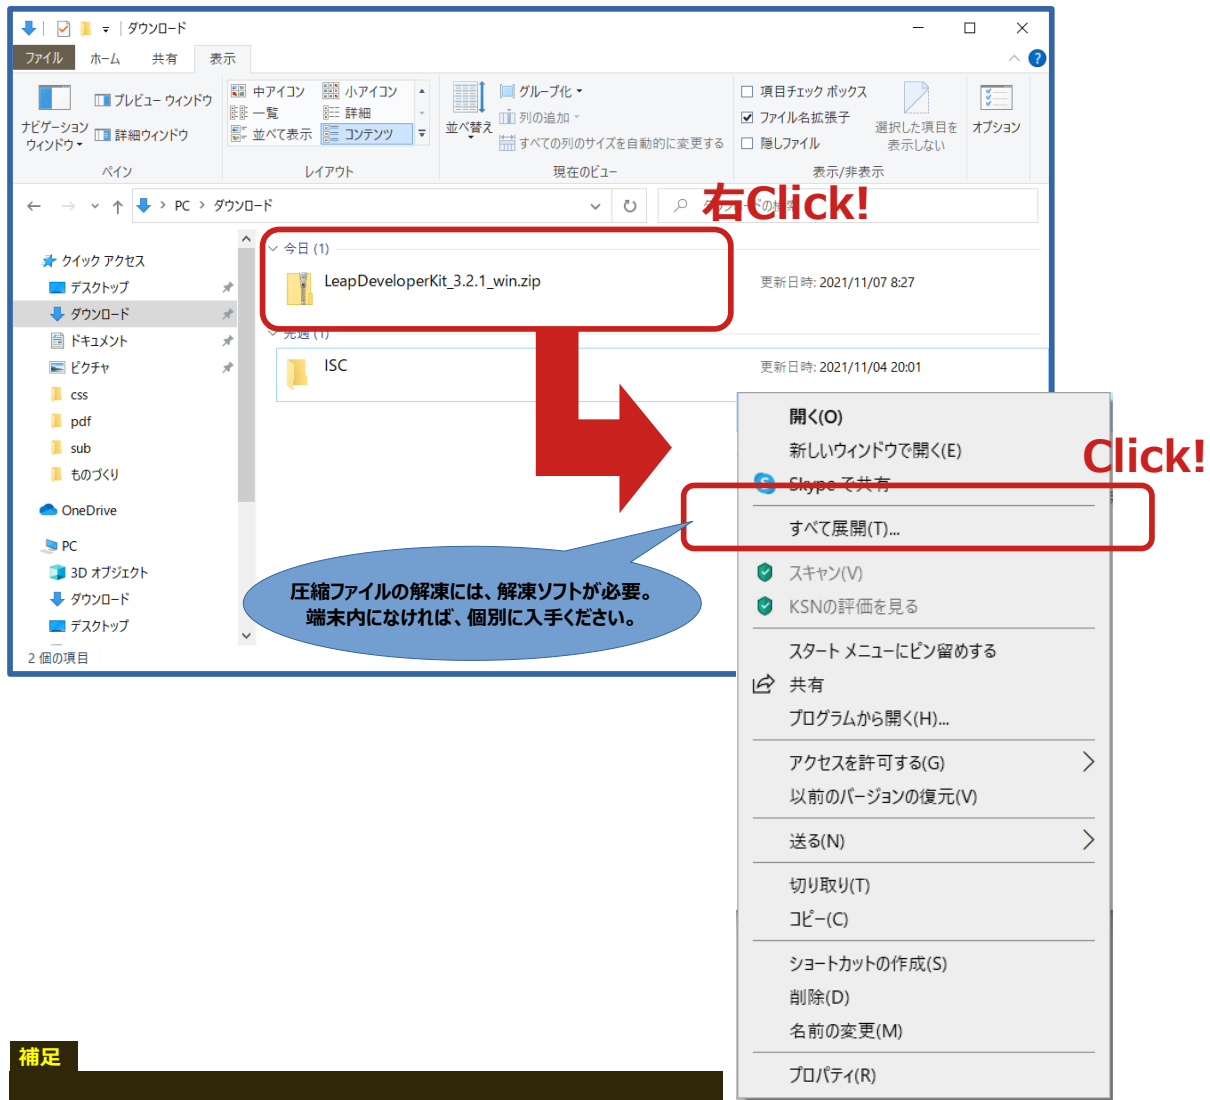 ダウンロード
ファイル ホーム 共有 表示
ナビゲーション
ウィンドウ
プレビュー ウィンドウ
詳細ウィンドウ
ペイン
中アイコン 小アイコン
一覧 詳細
並べて表示 コンテンツ
レイアウト
並べ替え
グループ化
列の追加
すべての列のサイズを自動的に変更する
現在のビュー
項目チェック ボックス
ファイル名拡張子
隠しファイル
選択した項目を
表示しない
表示/非表示
オプション
PC ダウンロード
右Click!
クイック アクセス
デスクトップ
ダウンロード
ドキュメント
ピクチャ
css
pdf
sub
ものづくり
OneDrive
PC
3D オブジェクト
ダウンロード
デスクトップ
2 個の項目
今日 (1)
LeapDeveloperKit_3.2.1_win.zip
更新日時: 2021/11/07 8:27
先週 (1)
ISC
更新日時: 2021/11/04 20:01
圧縮ファイルの解凍には、解凍ソフトが必要。
端末内になければ、個別に入手ください。
Click!
開く(O)
新しいウィンドウで開く(E)
Skype で共有
すべて展開(T)...
スキャン(V)
KSNの評価を見る
スタート メニューにピン留めする
共有
プログラムから開く(H)...
アクセスを許可する(G)
以前のバージョンの復元(V)
送る(N)
切り取り(T)
コピー(C)
ショートカットの作成(S)
削除(D)
名前の変更(M)
プロパティ(R)
補足